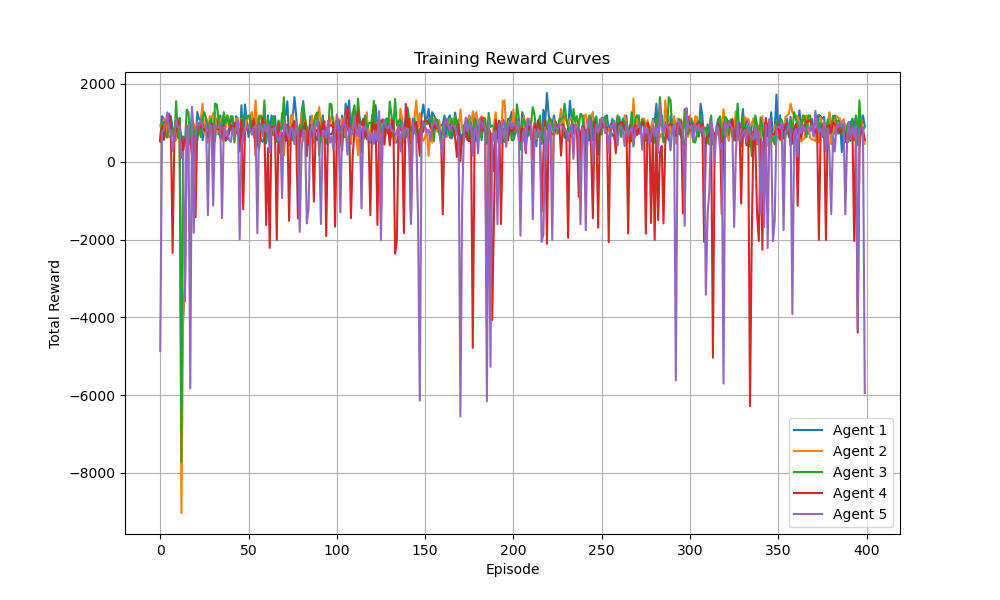 Training Reward Curves
Total Reward
2000
0
−2000
−4000
−6000
−8000
0 50 100 150 200 250 300 350 400
Episode
Agent 1
Agent 2
Agent 3
Agent 4
Agent 5